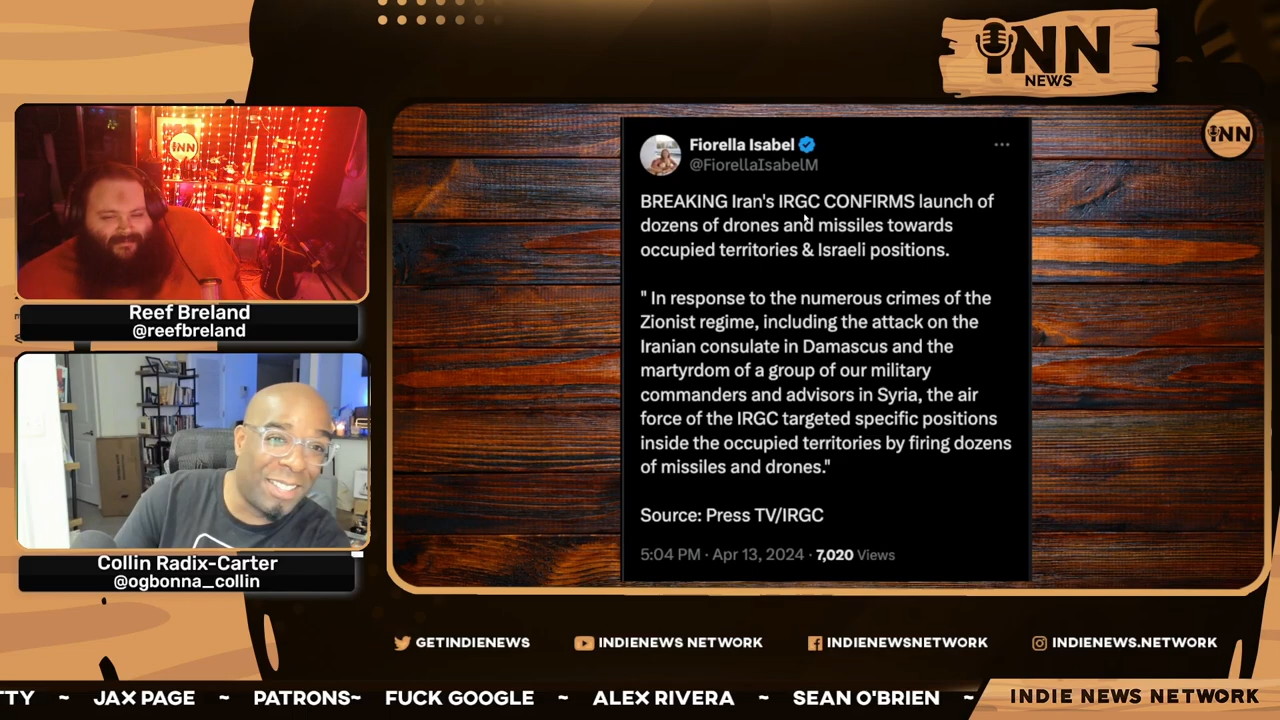 iNN
NEWS
iNN
iNN
Reef Breland
@reefbreland
Collin Radix-Carter
@ogbonna_collin
Fiorella Isabel
@FiorellaIsabelM
BREAKING Iran's IRGC CONFIRMS launch of
dozens of drones and missiles towards
occupied territories & Israeli positions.
" In response to the numerous crimes of the
Zionist regime, including the attack on the
Iranian consulate in Damascus and the
martyrdom of a group of our military
commanders and advisors in Syria, the air
force of the IRGC targeted specific positions
inside the occupied territories by firing dozens
of missiles and drones."
Source: Press TV/IRGC
5:04 PM · Apr 13, 2024 · 7,020 Views
GETINDIENEWS
INDIENEWS NETWORK
INDIENEWSNETWORK
INDIENEWS.NETWORK
TTY ~ JAX PAGE ~ PATRONS~ FUCK GOOGLE ~ ALEX RIVERA ~ SEAN O'BRIEN ~
INDIE NEWS NETWORK